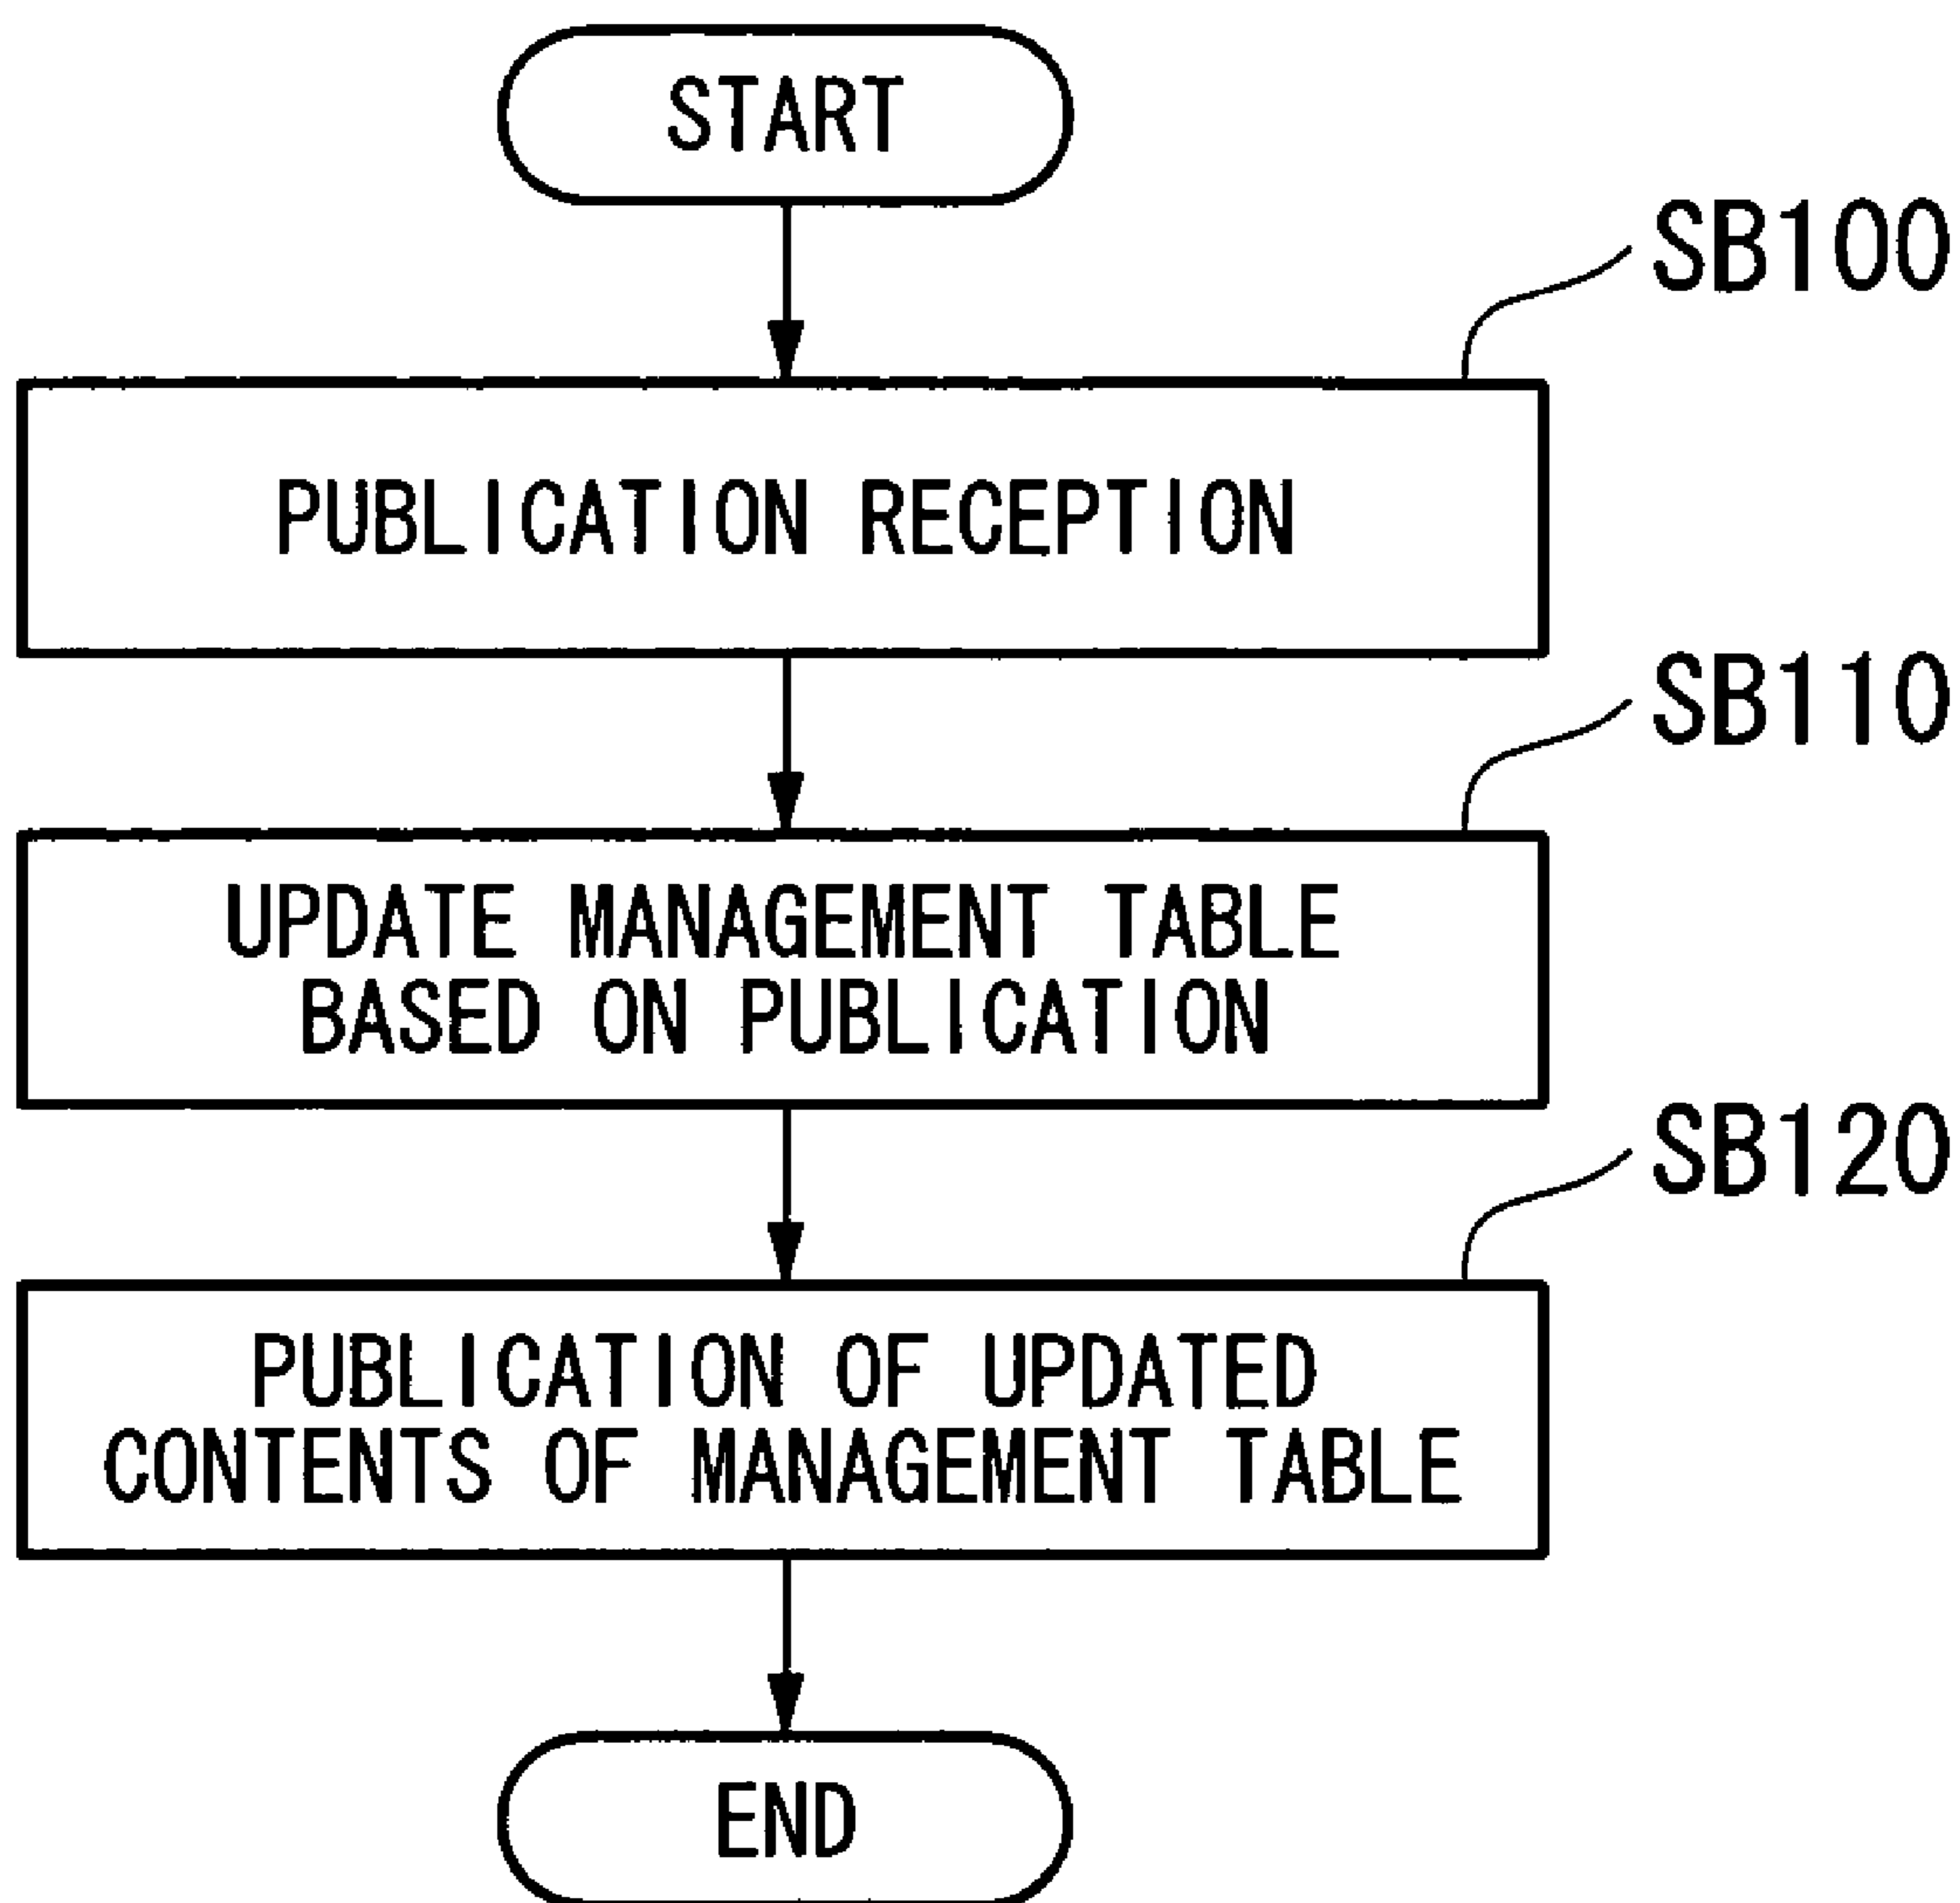 START
SB100
PUBLICATION RECEPTION
SB110
UPDATE MANAGEMENT TABLE
BASED ON PUBLICATION
SB120
PUBLICATION OF UPDATED
CONTENTS OF MANAGEMENT TABLE
END